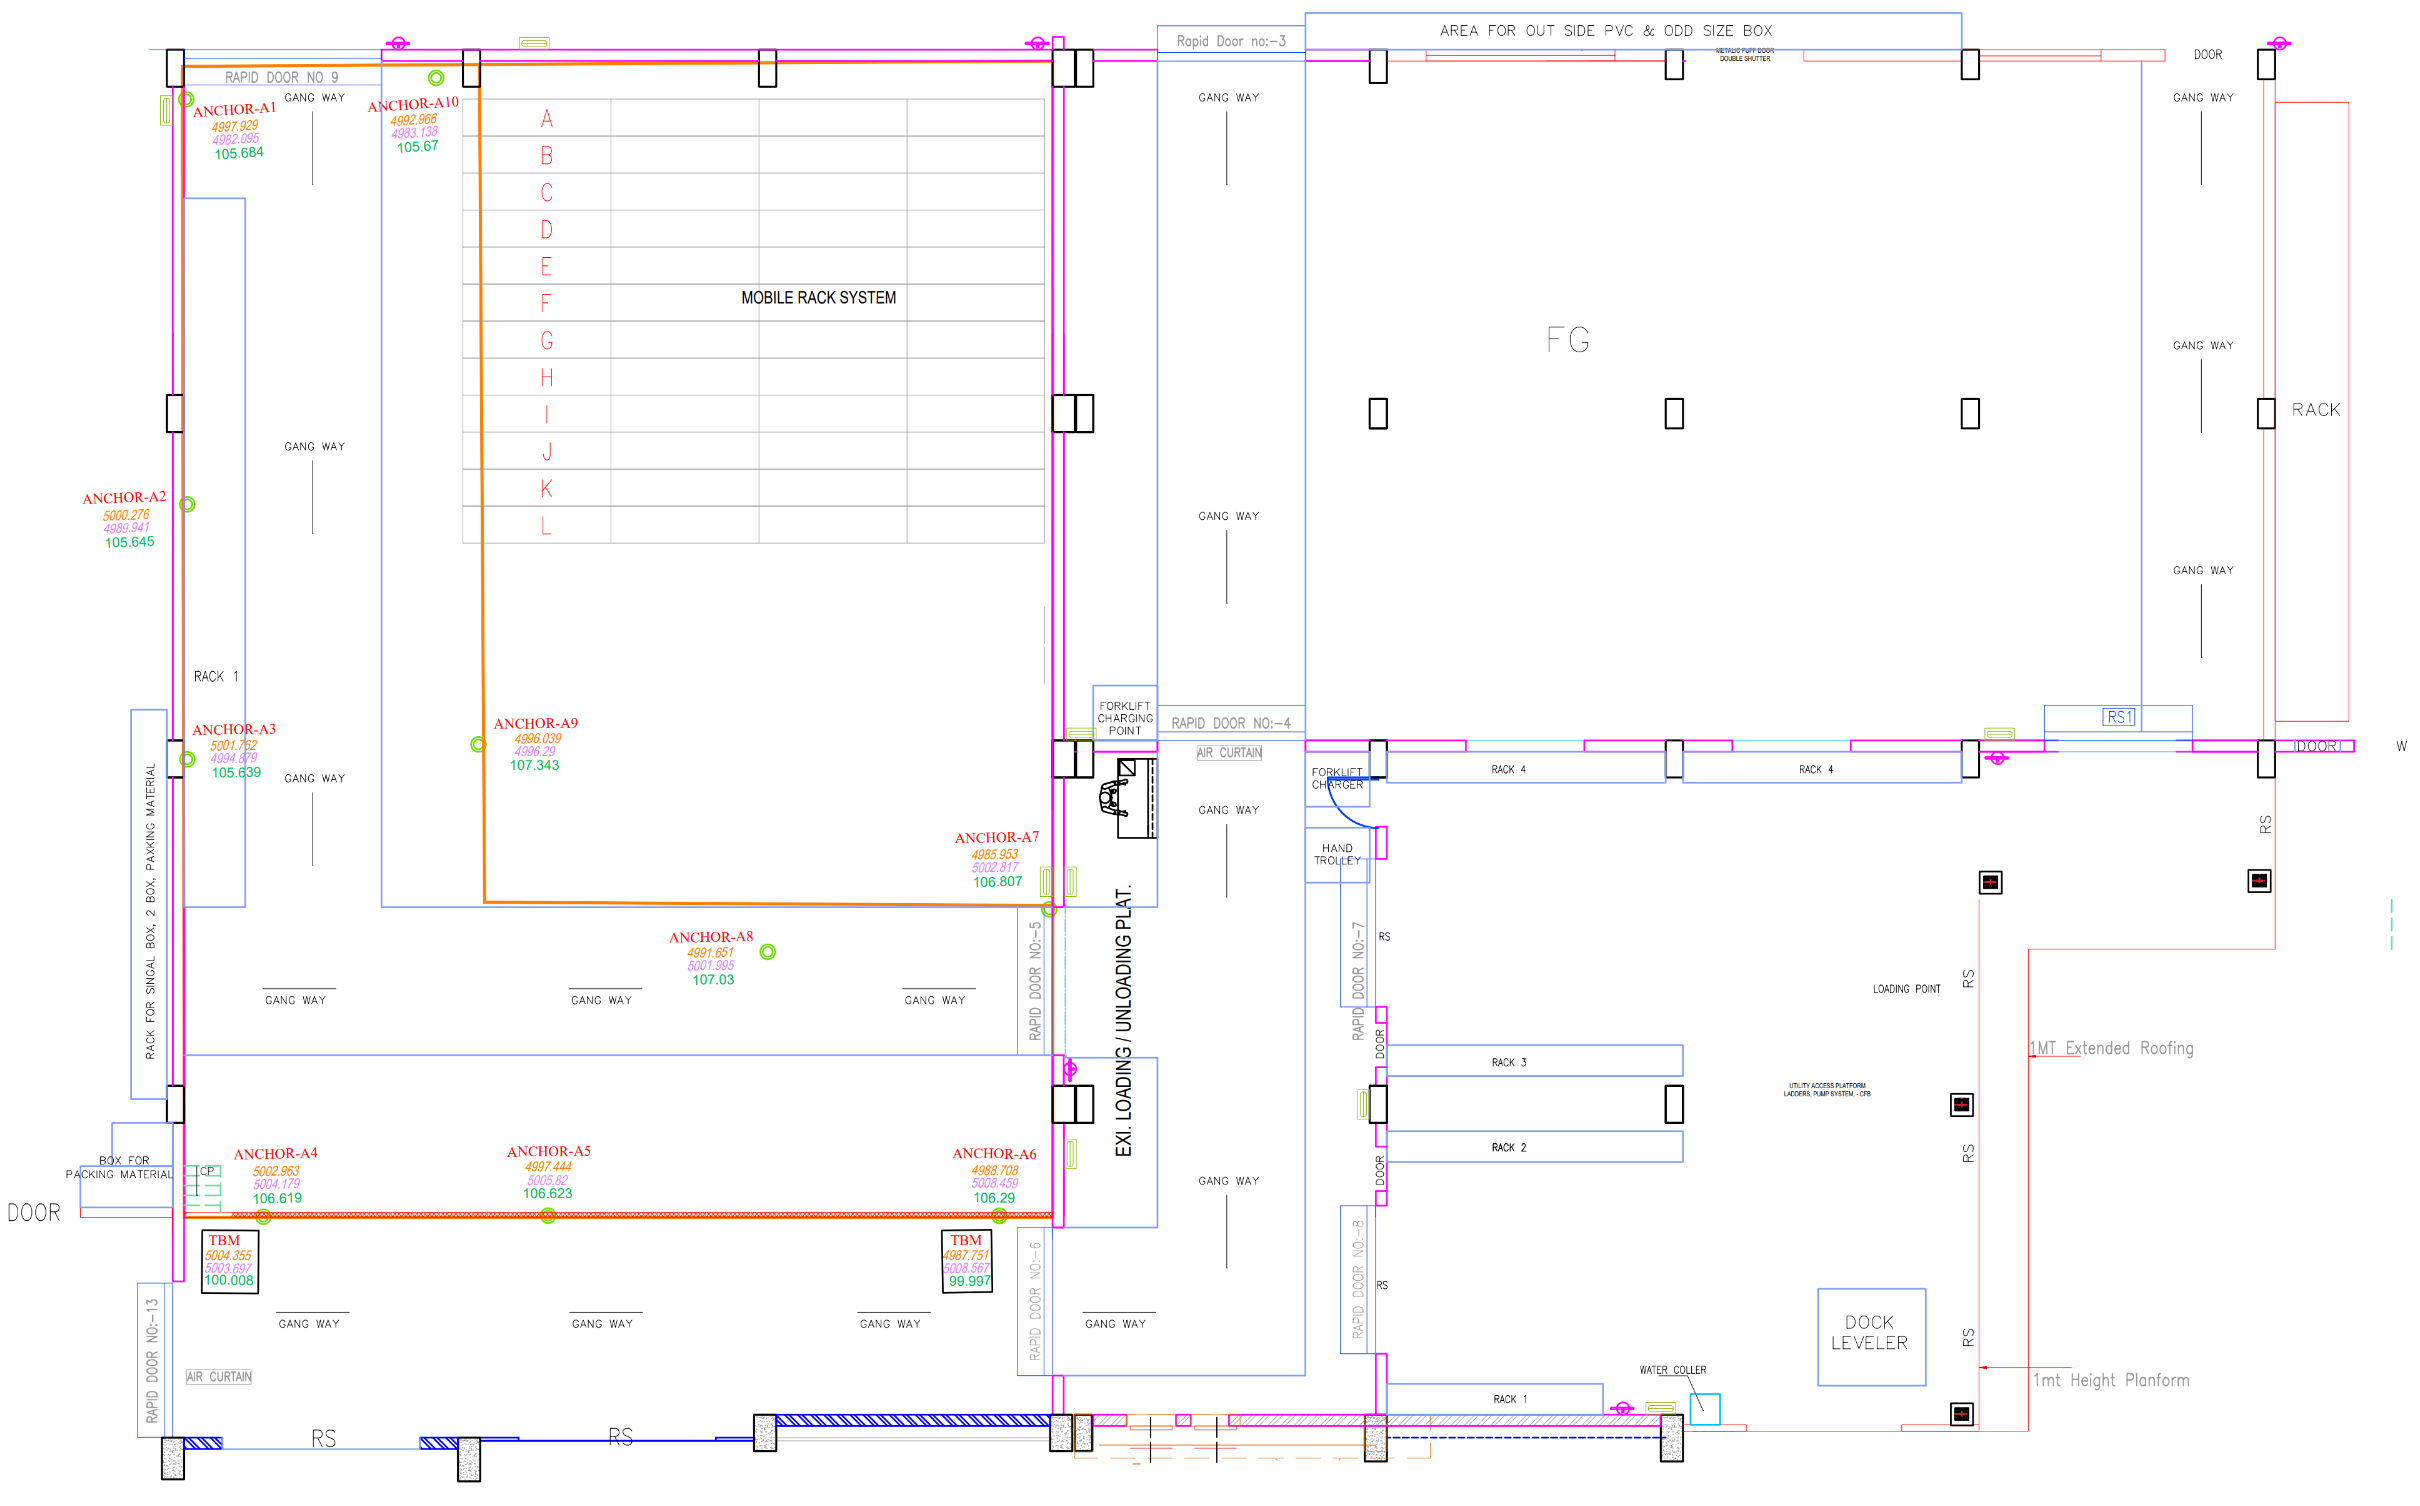 AREA FOR OUT SIDE PVC & ODD SIZE BOX
Rapid Door no:-3
METALIC PUFF DOOR
DOUBLE SHUTTER
DOOR
RAPID DOOR NO 9
GANG WAY
GANG WAY
GANG WAY
ANCHOR-A1
4997.929
4982.095
105.684
ANCHOR-A10
4992.966
4983.138
105.67
A
B
C
D
E
F
G
H
I
J
K
L
MOBILE RACK SYSTEM
FG
GANG WAY
RACK
GANG WAY
ANCHOR-A2
5000.276
4989.941
105.645
GANG WAY
GANG WAY
RACK 1
ANCHOR-A3
5001.762
4994.879
105.639
GANG WAY
ANCHOR-A9
4996.039
4996.29
107.343
FORKLIFT
CHARGING
POINT
RAPID DOOR NO:-4
AIR CURTAIN
RS1
DOOR
W
FORKLIFT
CHARGER
RACK 4
RACK 4
GANG WAY
HAND
TROLLEY
RS
RACK FOR SINGAL BOX, 2 BOX, PAXKING MATERIAL
ANCHOR-A7
4985.953
5002.817
106.807
EXI. LOADING / UNLOADING PLAT.
ANCHOR-A8
4991.651
5001.995
107.03
RAPID DOOR NO:-5
RAPID DOOR NO:-7
RS
GANG WAY
GANG WAY
GANG WAY
LOADING POINT
RS
DOOR
RACK 3
1MT Extended Roofing
UTILITY ACCESS PLATFORM
LADDERS, PUMP SYSTEM, - CFB
RACK 2
RS
DOOR
BOX FOR
PACKING MATERIAL
CP
DOOR
ANCHOR-A4
5002.963
5004.179
106.619
ANCHOR-A5
4997.444
5005.82
106.623
ANCHOR-A6
4988.708
5008.459
106.29
GANG WAY
TBM
5004.355
5003.697
100.008
TBM
4987.751
5008.567
99.997
RAPID DOOR NO:-6
RAPID DOOR NO:-8
RS
RAPID DOOR NO:-13
GANG WAY
GANG WAY
GANG WAY
GANG WAY
DOCK
LEVELER
RS
AIR CURTAIN
WATER COLLER
RACK 1
1mt Height Planform
RS
RS